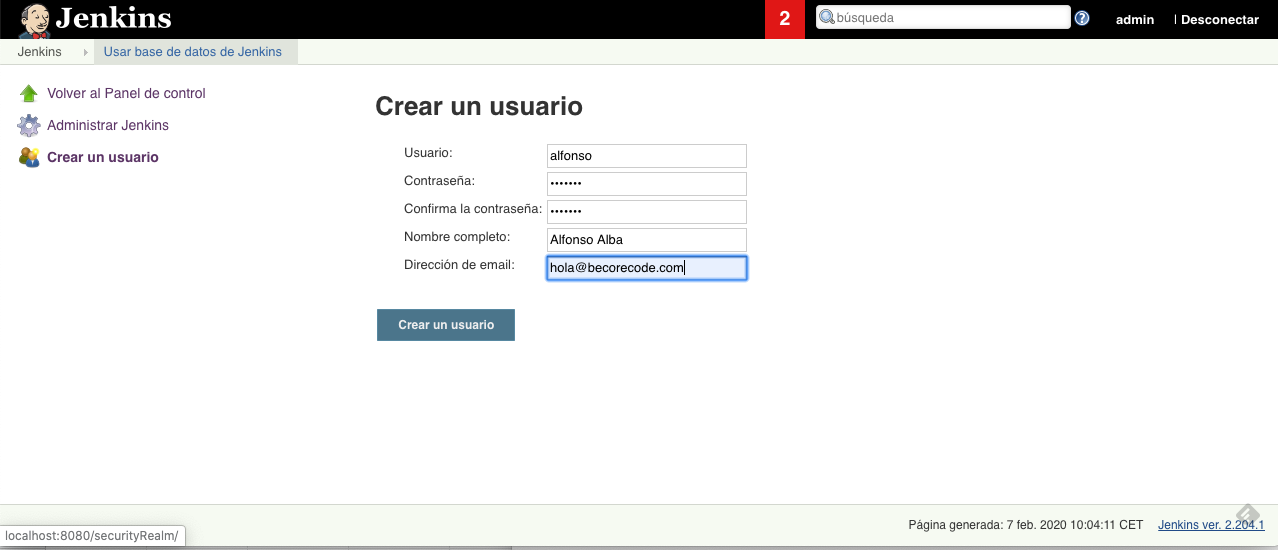 Jenkins
2
búsqueda
?
admin
| Desconectar
Jenkins
Usar base de datos de Jenkins
Volver al Panel de control
Administrar Jenkins
Crear un usuario
Crear un usuario
Usuario: alfonso
Contraseña: •••••••
Confirma la contraseña: •••••••
Nombre completo: Alfonso Alba
Dirección de email: hola@becorecode.com
Crear un usuario
Página generada: 7 feb. 2020 10:04:11 CET Jenkins ver. 2.204.1
localhost:8080/securityRealm/